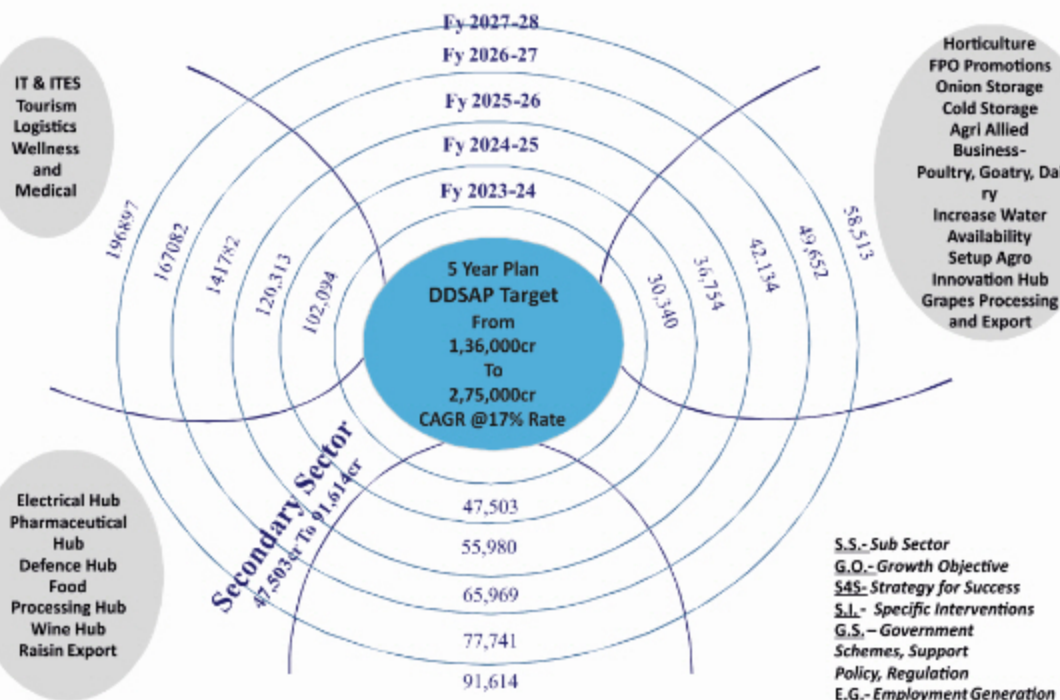 Fy 2027-28
Fy 2026-27
Fy 2025-26
Fy 2024-25
Fy 2023-24
IT & ITES
Tourism
Logistics
Wellness
and
Medical
Horticulture
FPO Promotions
Onion Storage
Cold Storage
Agri Allied
Business-
Poultry, Goatry, Dai
ry
Increase Water
Availability
Setup Agro
Innovation Hub
Grapes Processing
and Export
196897
167082
141782
120,313
102,094
5 Year Plan
DDSAP Target
From
1,36,000cr
To
2,75,000cr
CAGR @17% Rate
30,340
36,754
42,134
49,652
58,513
Secondary Sector
47,503cr To 91,614cr
47,503
55,980
65,969
77,741
91,614
Electrical Hub
Pharmaceutical
Hub
Defence Hub
Food
Processing Hub
Wine Hub
Raisin Export
S.S.- Sub Sector
G.O.- Growth Objective
S4S- Strategy for Success
S.I.- Specific Interventions
G.S.– Government
Schemes, Support
Policy, Regulation
E.G.- Employment Generation